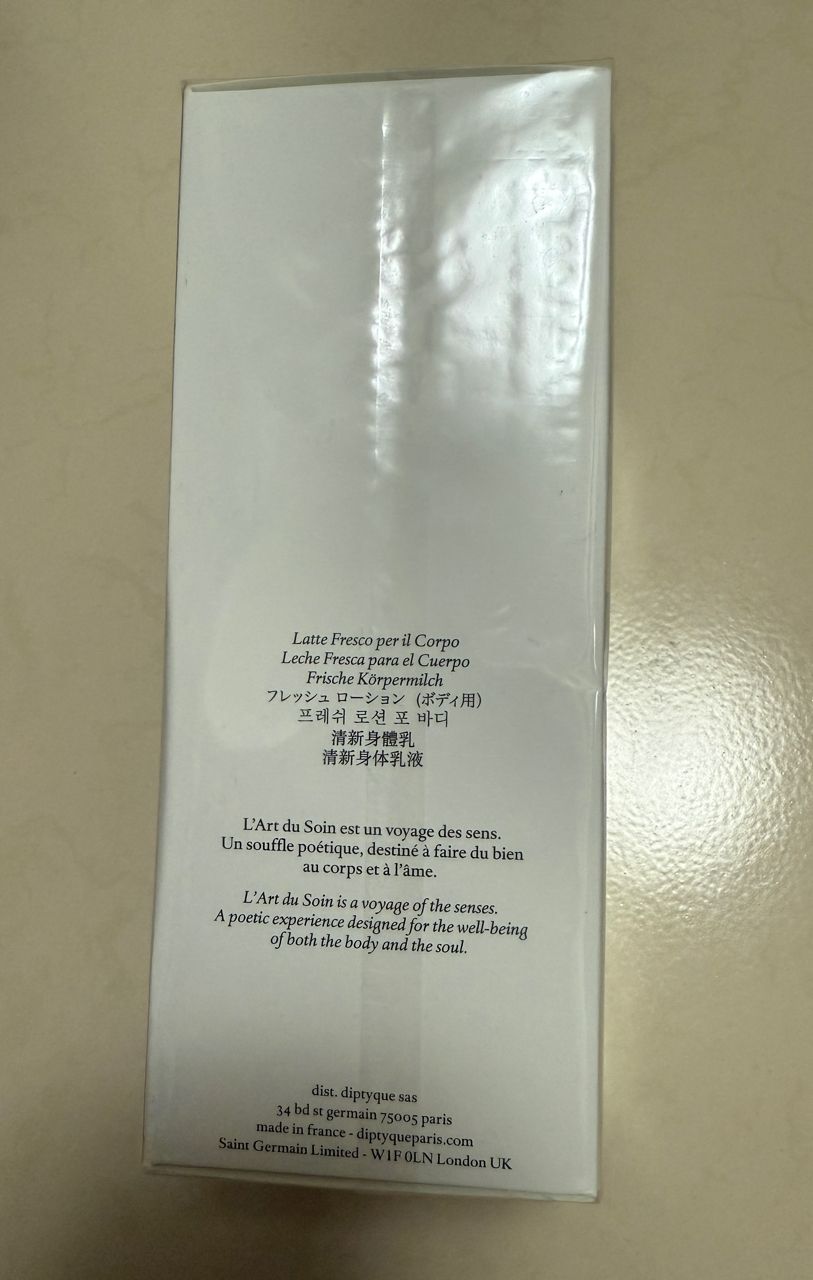 Latte Fresco per il Corpo
Leche Fresca para el Cuerpo
Frische Körpermilch
フレッシュ ローション (ボディ用)
프레쉬 로션 포 바디
清新身體乳
清新身体乳液
L'Art du Soin est un voyage des sens.
Un souffle poétique, destiné à faire du bien
au corps et à l'âme.
L'Art du Soin is a voyage of the senses.
A poetic experience designed for the well-being
of both the body and the soul.
dist. diptyque sas
34 bd st germain 75005 paris
made in france - diptyqueparis.com
Saint Germain Limited - W1F 0LN London UK